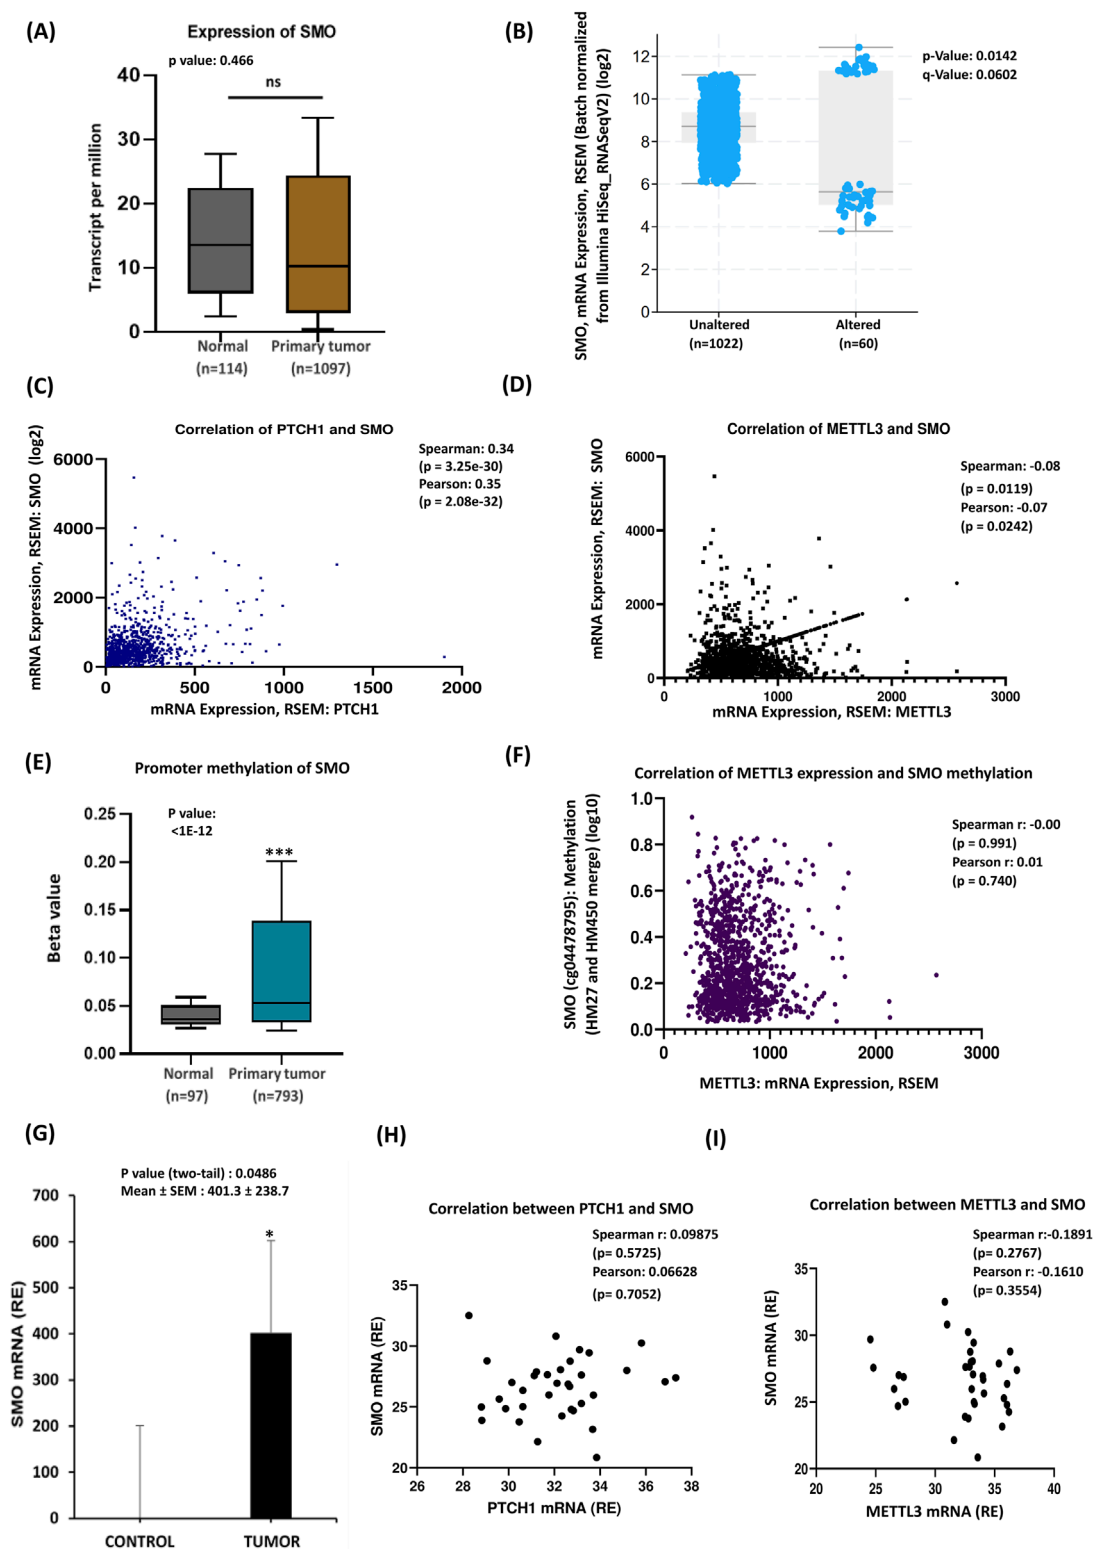 (A)
Expression of SMO
p value: 0.466
ns
Transcript per million
40
30
20
10
0
Normal
(n=114)
Primary tumor
(n=1097)
(B)
SMO, mRNA Expression, RSEM (Batch normalized
from Illumina HiSeq_RNASeqV2) (log2)
12
10
8
6
4
2
0
p-Value: 0.0142
q-Value: 0.0602
Unaltered
(n=1022)
Altered
(n=60)
(C)
Correlation of PTCH1 and SMO
Spearman: 0.34
(p = 3.25e-30)
Pearson: 0.35
(p = 2.08e-32)
mRNA Expression, RSEM: SMO (log2)
6000
4000
2000
0
0
500
1000
1500
2000
mRNA Expression, RSEM: PTCH1
(D)
Correlation of METTL3 and SMO
Spearman: -0.08
(p = 0.0119)
Pearson: -0.07
(p = 0.0242)
mRNA Expression, RSEM: SMO
6000
4000
2000
0
0
1000
2000
3000
mRNA Expression, RSEM: METTL3
(E)
Promoter methylation of SMO
P value:
<1E-12
***
Beta value
0.25
0.20
0.15
0.10
0.05
0.00
Normal
(n=97)
Primary tumor
(n=793)
(F)
Correlation of METTL3 expression and SMO methylation
Spearman r: -0.00
(p = 0.991)
Pearson r: 0.01
(p = 0.740)
SMO (cg04478795): Methylation
(HM27 and HM450 merge) (log10)
1.0
0.8
0.6
0.4
0.2
0.0
0
1000
2000
3000
METTL3: mRNA Expression, RSEM
(G)
P value (two-tail) : 0.0486
Mean ± SEM : 401.3 ± 238.7
*
SMO mRNA (RE)
700
600
500
400
300
200
100
0
CONTROL
TUMOR
(H)
Correlation between PTCH1 and SMO
Spearman r: 0.09875
(p= 0.5725)
Pearson: 0.06628
(p= 0.7052)
SMO mRNA (RE)
35
30
25
20
26
28
30
32
34
36
38
PTCH1 mRNA (RE)
(I)
Correlation between METTL3 and SMO
Spearman r:-0.1891
(p= 0.2767)
Pearson r: -0.1610
(p= 0.3554)
SMO mRNA (RE)
35
30
25
20
20
25
30
35
40
METTL3 mRNA (RE)